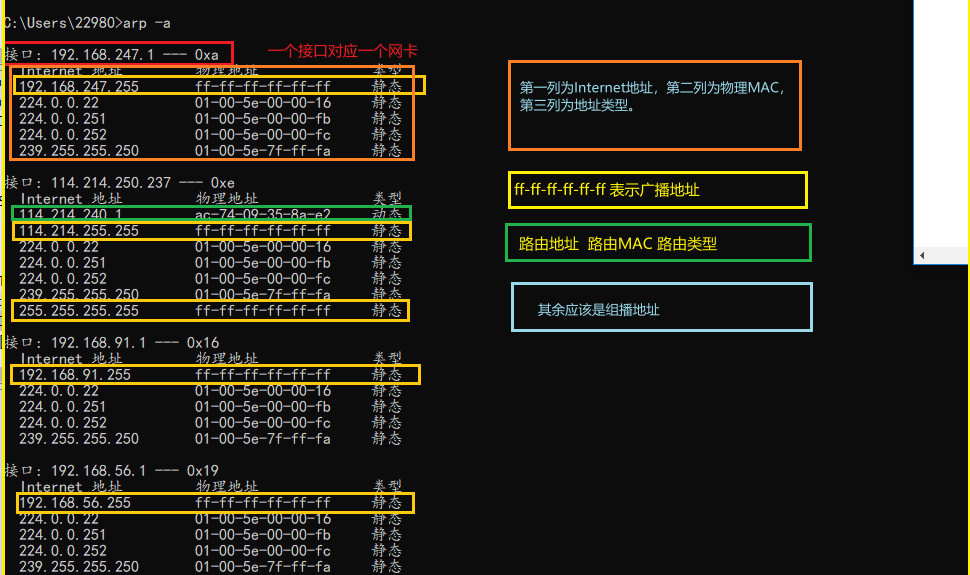 C:\Users\22980>arp -a
接口: 192.168.247.1 --- 0xa
一个接口对应一个网卡
Internet 地址 物理地址 类型
192.168.247.255 ff-ff-ff-ff-ff-ff 静态
224.0.0.22 01-00-5e-00-00-16 静态
224.0.0.251 01-00-5e-00-00-fb 静态
224.0.0.252 01-00-5e-00-00-fc 静态
239.255.255.250 01-00-5e-7f-ff-fa 静态
第一列为Internet地址，第二列为物理MAC，
第三列为地址类型。
接口: 114.214.250.237 --- 0xe
Internet 地址 物理地址 类型
114.214.240.1 ac-74-09-35-8a-e2 动态
114.214.255.255 ff-ff-ff-ff-ff-ff 静态
224.0.0.22 01-00-5e-00-00-16 静态
224.0.0.251 01-00-5e-00-00-fb 静态
224.0.0.252 01-00-5e-00-00-fc 静态
239.255.255.250 01-00-5e-7f-ff-fa 静态
255.255.255.255 ff-ff-ff-ff-ff-ff 静态
ff-ff-ff-ff-ff-ff 表示广播地址
路由地址 路由MAC 路由类型
其余应该是组播地址
接口: 192.168.91.1 --- 0x16
Internet 地址 物理地址 类型
192.168.91.255 ff-ff-ff-ff-ff-ff 静态
224.0.0.22 01-00-5e-00-00-16 静态
224.0.0.251 01-00-5e-00-00-fb 静态
224.0.0.252 01-00-5e-00-00-fc 静态
239.255.255.250 01-00-5e-7f-ff-fa 静态
接口: 192.168.56.1 --- 0x19
Internet 地址 物理地址 类型
192.168.56.255 ff-ff-ff-ff-ff-ff 静态
224.0.0.22 01-00-5e-00-00-16 静态
224.0.0.251 01-00-5e-00-00-fb 静态
224.0.0.252 01-00-5e-00-00-fc 静态
239.255.255.250 01-00-5e-7f-ff-fa 静态